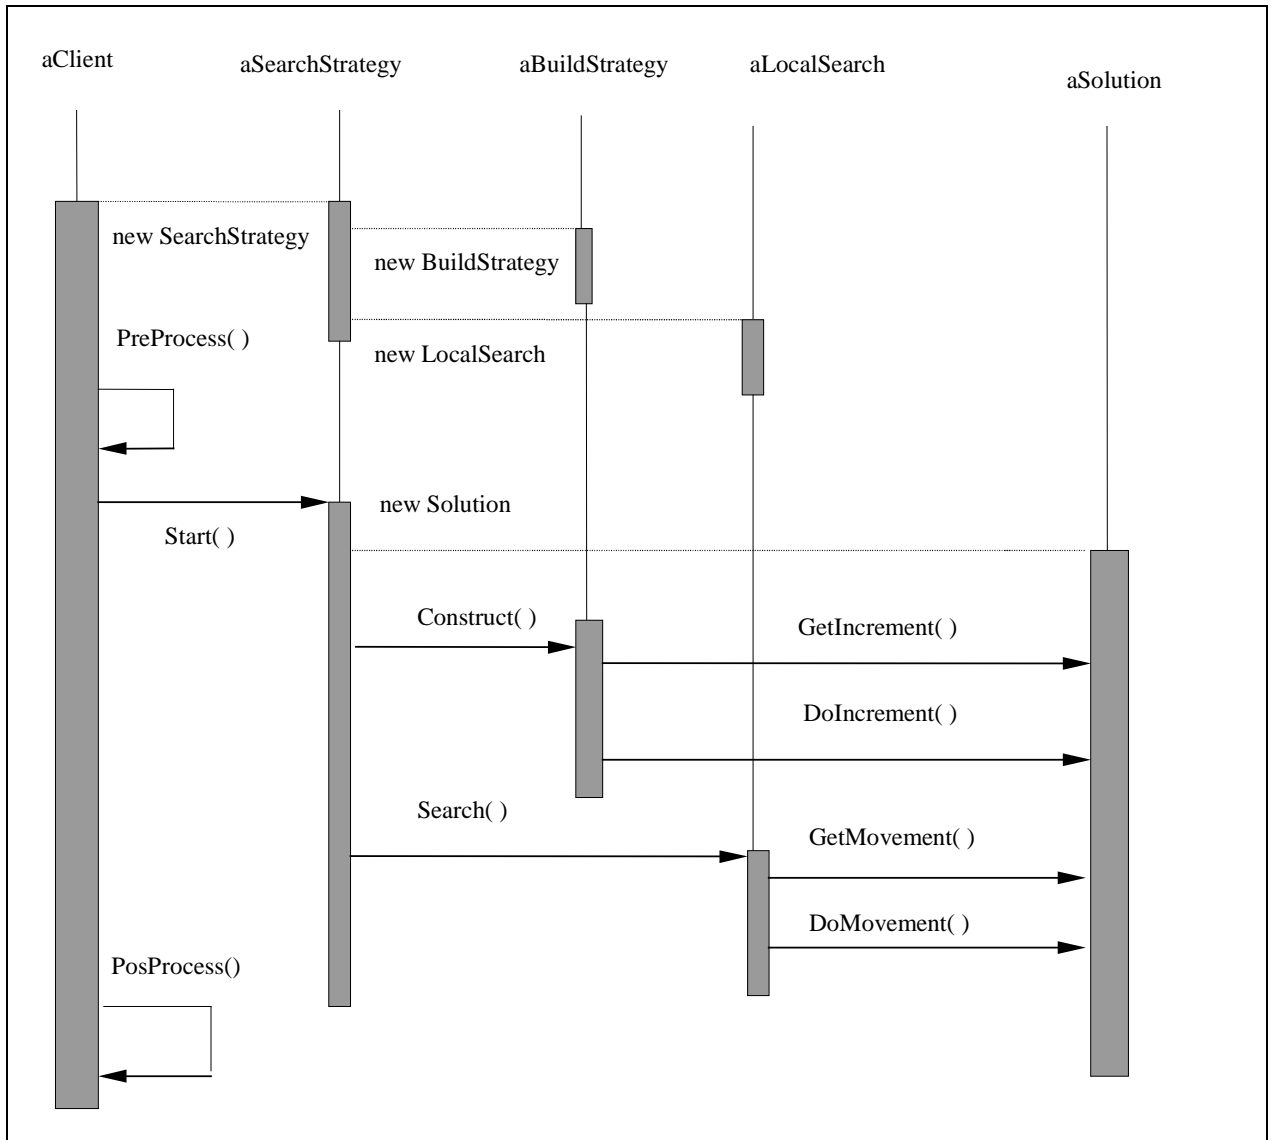 aClient
aSearchStrategy
aBuildStrategy
aLocalSearch
aSolution
new SearchStrategy
new BuildStrategy
PreProcess( )
new LocalSearch
new Solution
Start( )
Construct( )
GetIncrement( )
DoIncrement( )
Search( )
GetMovement( )
DoMovement( )
PosProcess()